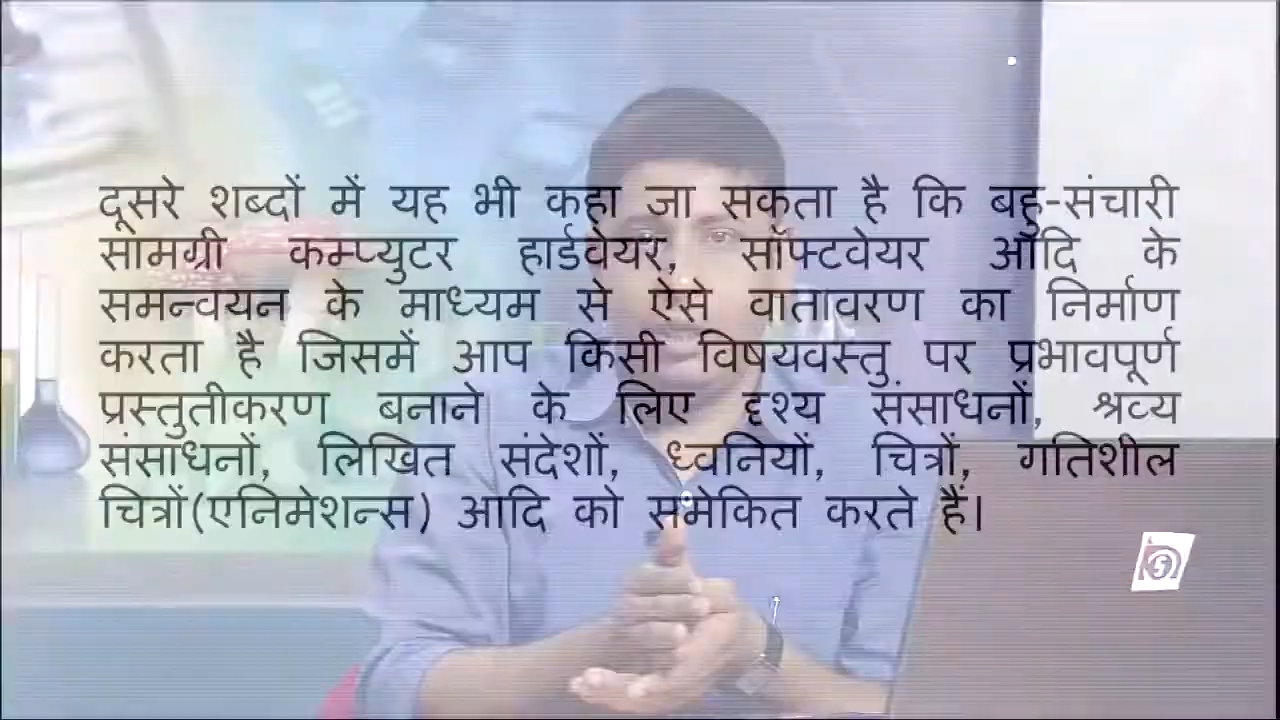 दूसरे शब्दों में यह भी कहा जा सकता है कि बहु-संचारी
सामग्री कम्प्युटर हार्डवेयर, सॉफ्टवेयर आदि के
समन्वयन के माध्यम से ऐसे वातावरण का निर्माण
करता है जिसमें आप किसी विषयवस्तु पर प्रभावपूर्ण
प्रस्तुतीकरण बनाने के लिए दृश्य संसाधनों, श्रव्य
संसाधनों, लिखित संदेशों, ध्वनियों, चित्रों, गतिशील
चित्रों(एनिमेशन्स) आदि को समेकित करते हैं।